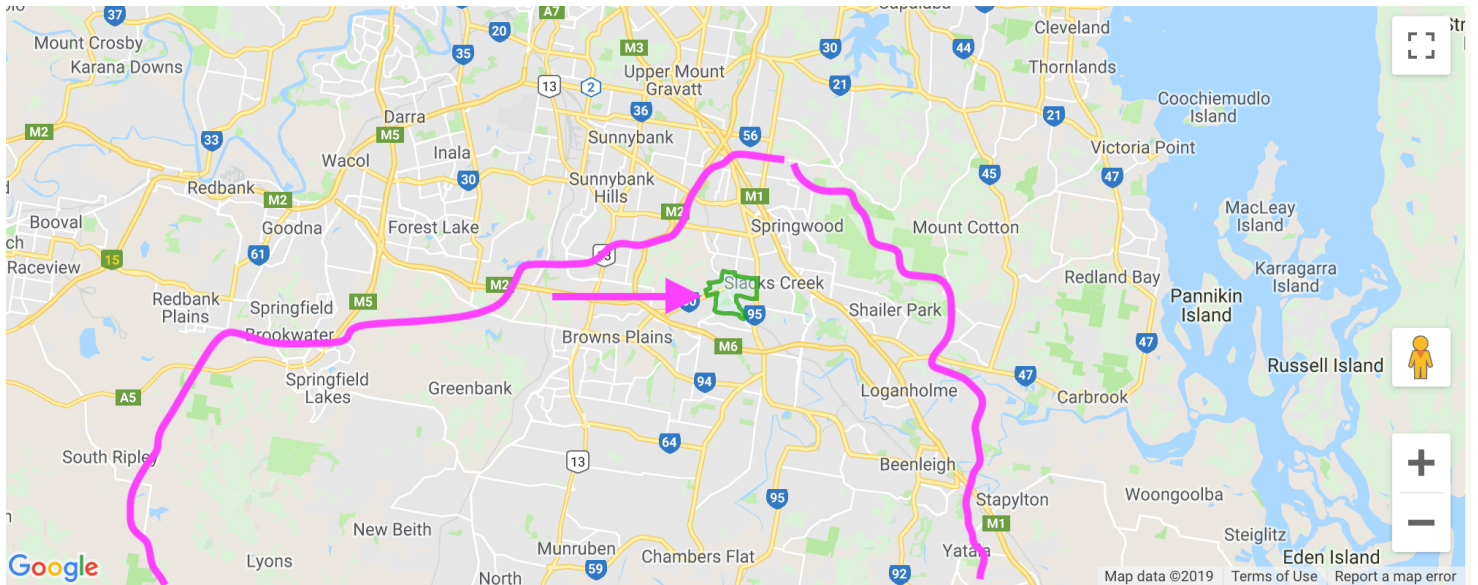 37
A7
20
Mount Crosby
35
M3
30
44
Cleveland
Karana Downs
Upper Mount
Gravatt
Thornlands
13
2
21
Coochiemudlo
Island
M2
33
Darra
M5
36
21
Sunnybank
56
Wacol
Inala
Victoria Point
Redbank
M2
30
Sunnybank
Hills
M1
45
47
Booval
Goodna
Forest Lake
M2
Springwood
Mount Cotton
MacLeay
Island
Raceview
15
61
Redland Bay
Karragarra
Island
Redbank
Plains
Springfield
M5
M2
Slacks Creek
Pannikin
Island
Brookwater
95
Shailer Park
Browns Plains
M6
47
Springfield
Lakes
Greenbank
94
Loganholme
47
Russell Island
A5
Carbrook
South Ripley
13
64
Beenleigh
95
Stapylton
Woongoolba
New Beith
M1
Steiglitz
Lyons
Munruben
Chambers Flat
Yatala
Eden Island
Google
North
59
92
Map data ©2019
Terms of Use
Report a map error